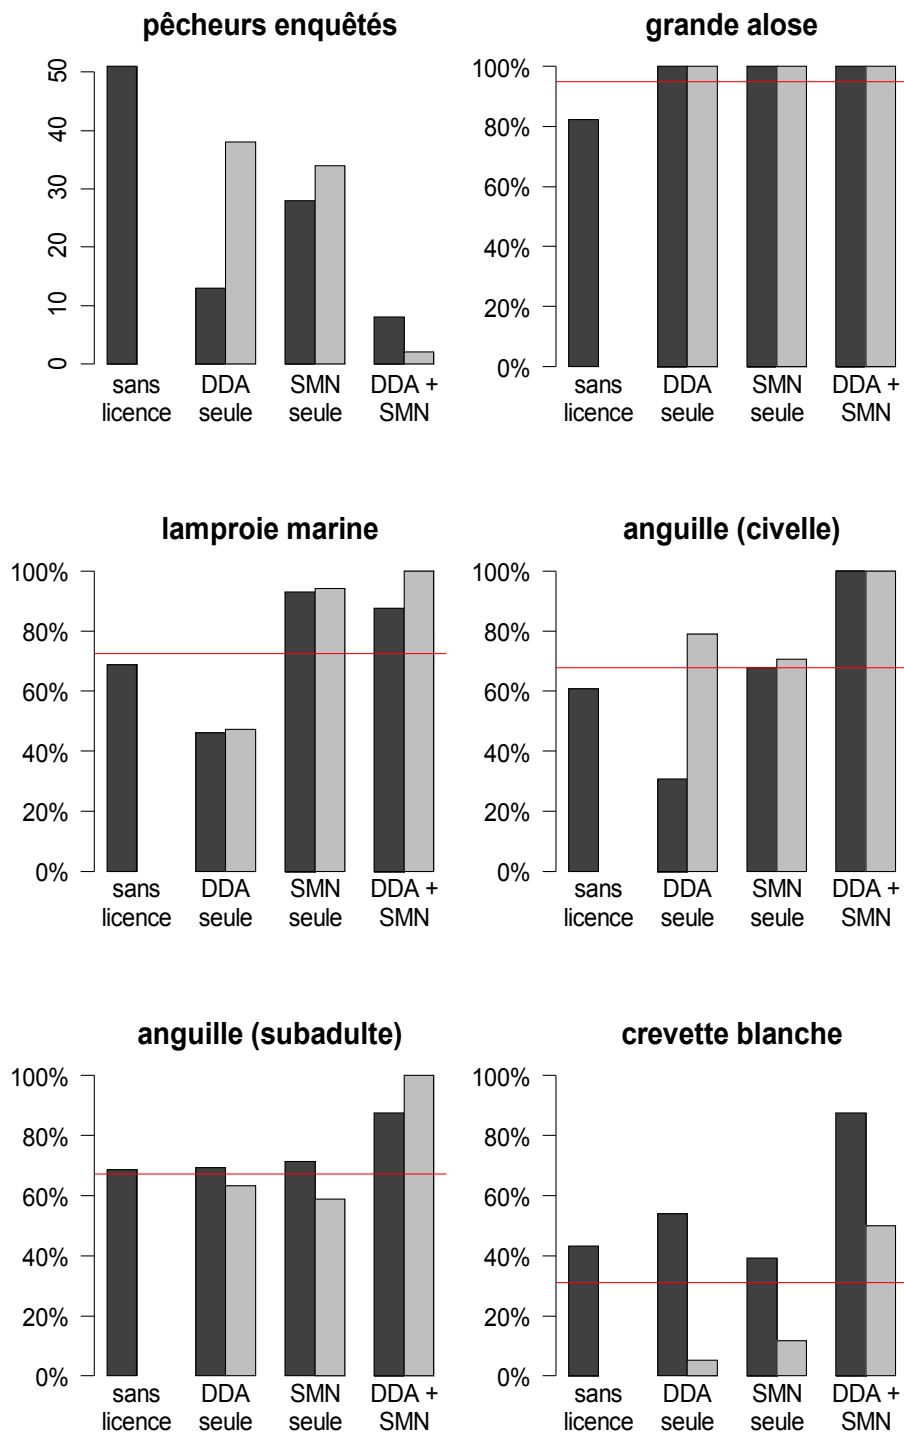 pêcheurs enquêtés
50
40
30
20
10
0
sans licence
DDA seule
SMN seule
DDA + SMN
grande alose
100%
80%
60%
40%
20%
0%
sans licence
DDA seule
SMN seule
DDA + SMN
lamproie marine
100%
80%
60%
40%
20%
0%
sans licence
DDA seule
SMN seule
DDA + SMN
anguille (civelle)
100%
80%
60%
40%
20%
0%
sans licence
DDA seule
SMN seule
DDA + SMN
anguille (subadulte)
100%
80%
60%
40%
20%
0%
sans licence
DDA seule
SMN seule
DDA + SMN
crevette blanche
100%
80%
60%
40%
20%
0%
sans licence
DDA seule
SMN seule
DDA + SMN